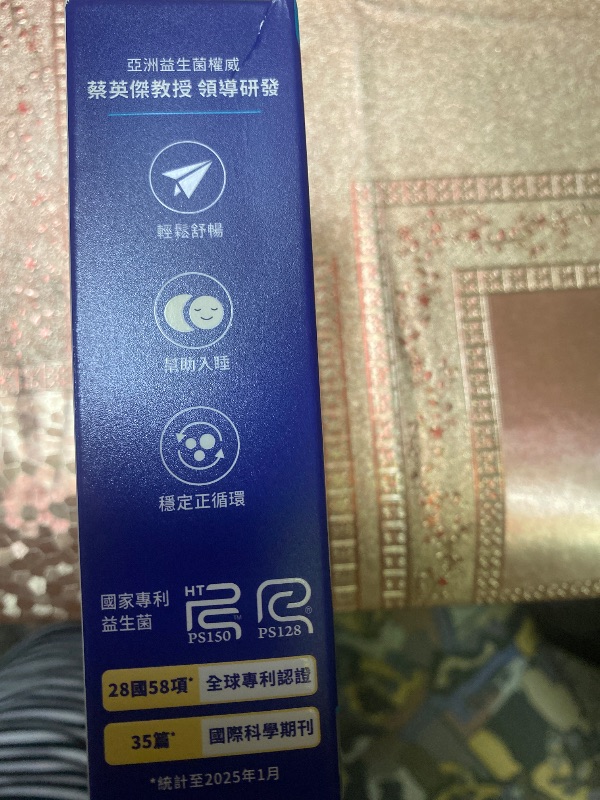 亞洲益生菌權威
蔡英傑教授 領導研發
輕鬆舒暢
幫助入睡
穩定正循環
國家專利
益生菌
HT
PS150
TM
PS128
®
28國58項* 全球專利認證
35篇* 國際科學期刊
*統計至2025年1月